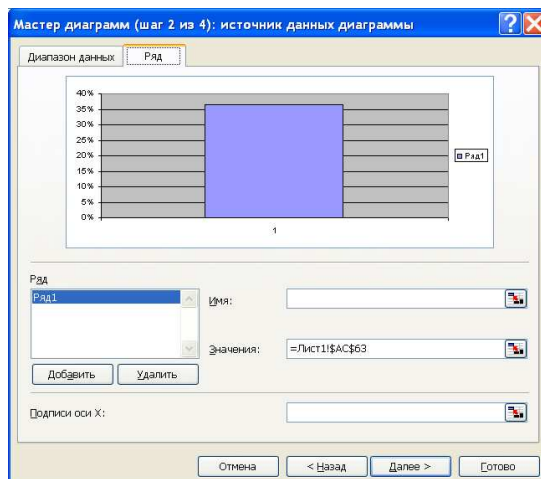 Мастер диаграмм (шаг 2 из 4): источник данных диаграммы
Диапазон данных
Ряд
40%
35%
30%
25%
20%
15%
10%
5%
0%
1
Ряд1
Ряд
Ряд1
Имя:
Значения:
=Лист1!$AC$63
Добавить
Удалить
Подписи оси X:
Отмена
< Назад
Далее >
Готово